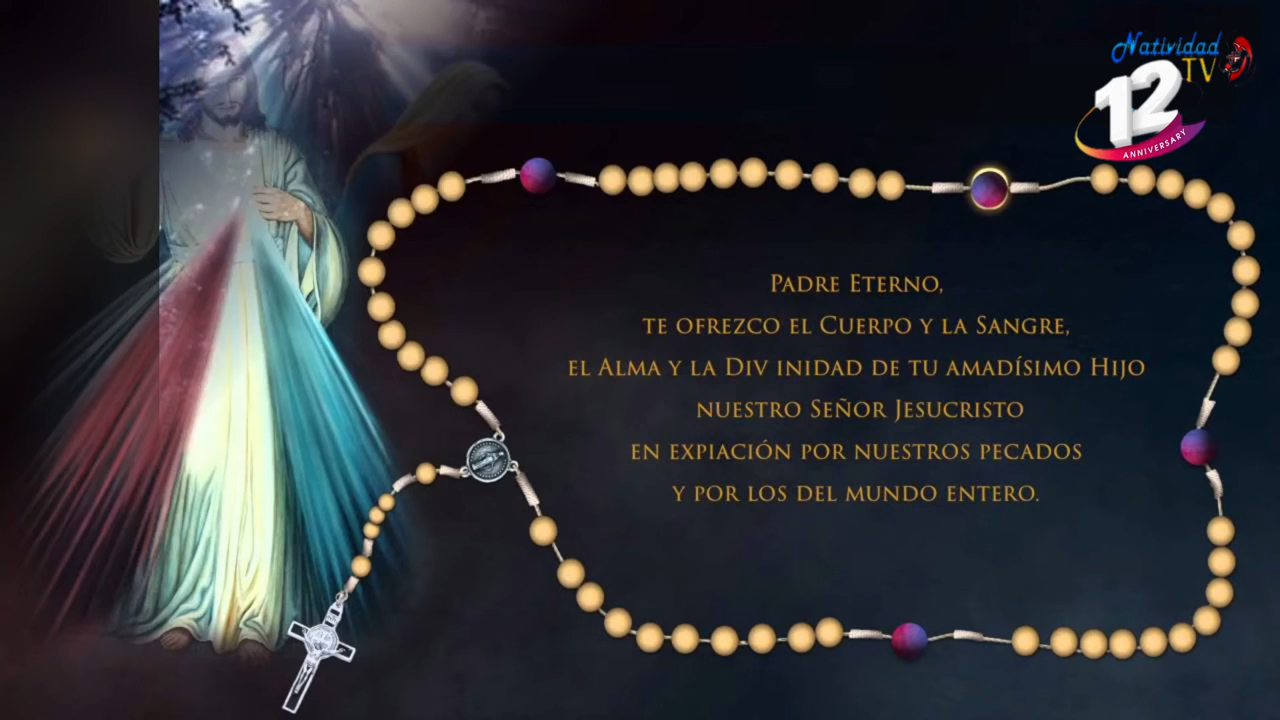 Natividad
TV
12
ANNIVERSARY
PADRE ETERNO,
TE OFREZCO EL CUERPO Y LA SANGRE,
EL ALMA Y LA DIV INIDAD DE TU AMADÍSIMO HIJO
NUESTRO SEÑOR JESUCRISTO
EN EXPIACIÓN POR NUESTROS PECADOS
Y POR LOS DEL MUNDO ENTERO.